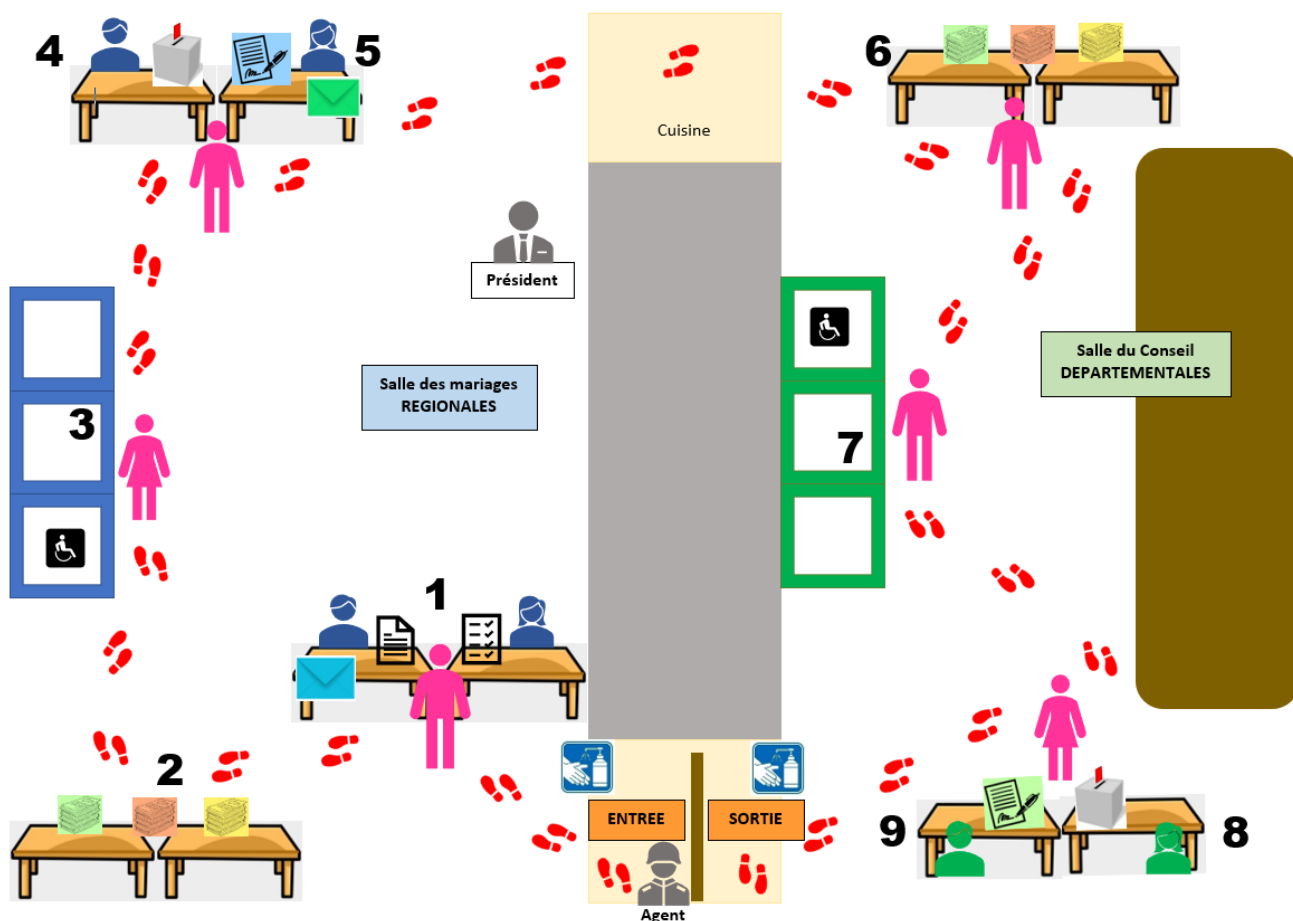 4
5
6
Cuisine
Président
Salle des mariages
REGIONALES
Salle du Conseil
DEPARTEMENTALES
3
7
1
2
ENTREE
SORTIE
9
8
Agent